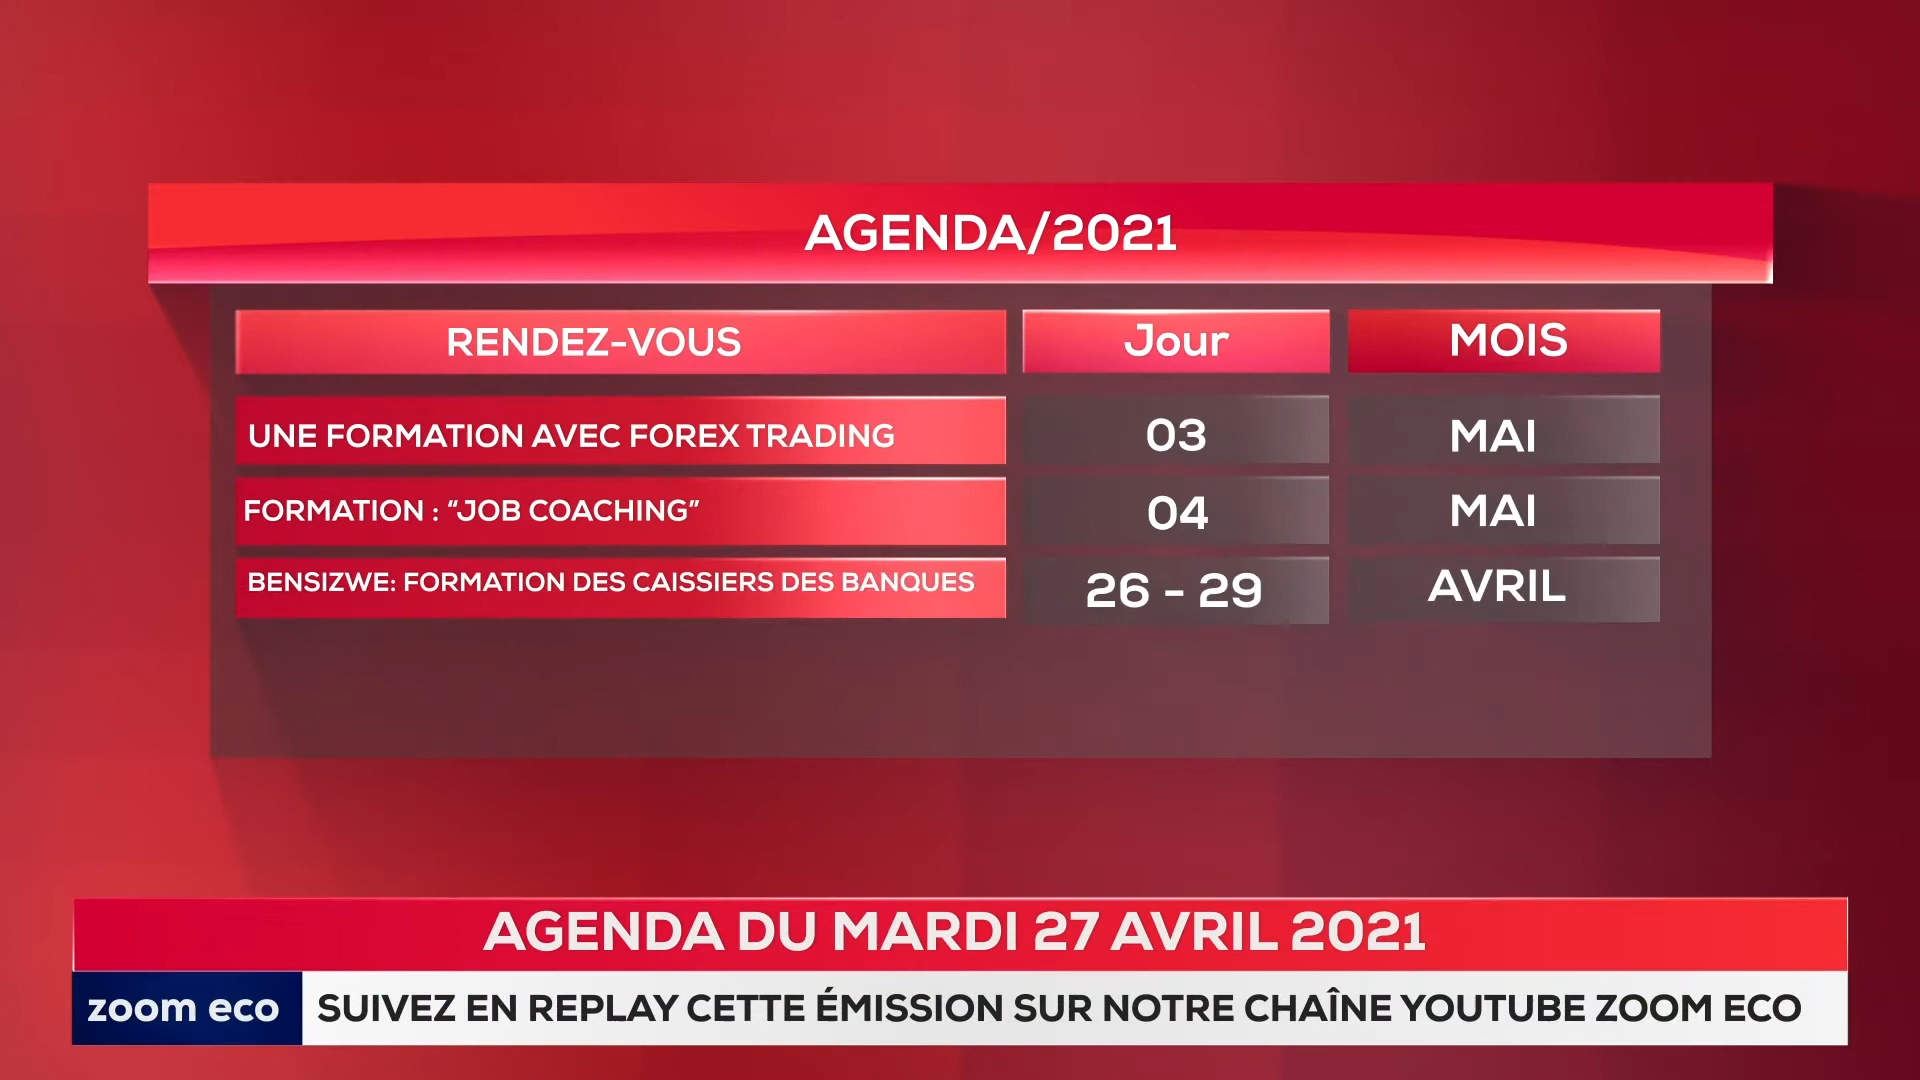 AGENDA/2021
RENDEZ-VOUS Jour MOIS
UNE FORMATION AVEC FOREX TRADING 03 MAI
FORMATION : “JOB COACHING” 04 MAI
BENSIZWE: FORMATION DES CAISSIERS DES BANQUES 26 - 29 AVRIL
AGENDA DU MARDI 27 AVRIL 2021
zoom eco SUIVEZ EN REPLAY CETTE ÉMISSION SUR NOTRE CHAÎNE YOUTUBE ZOOM ECO